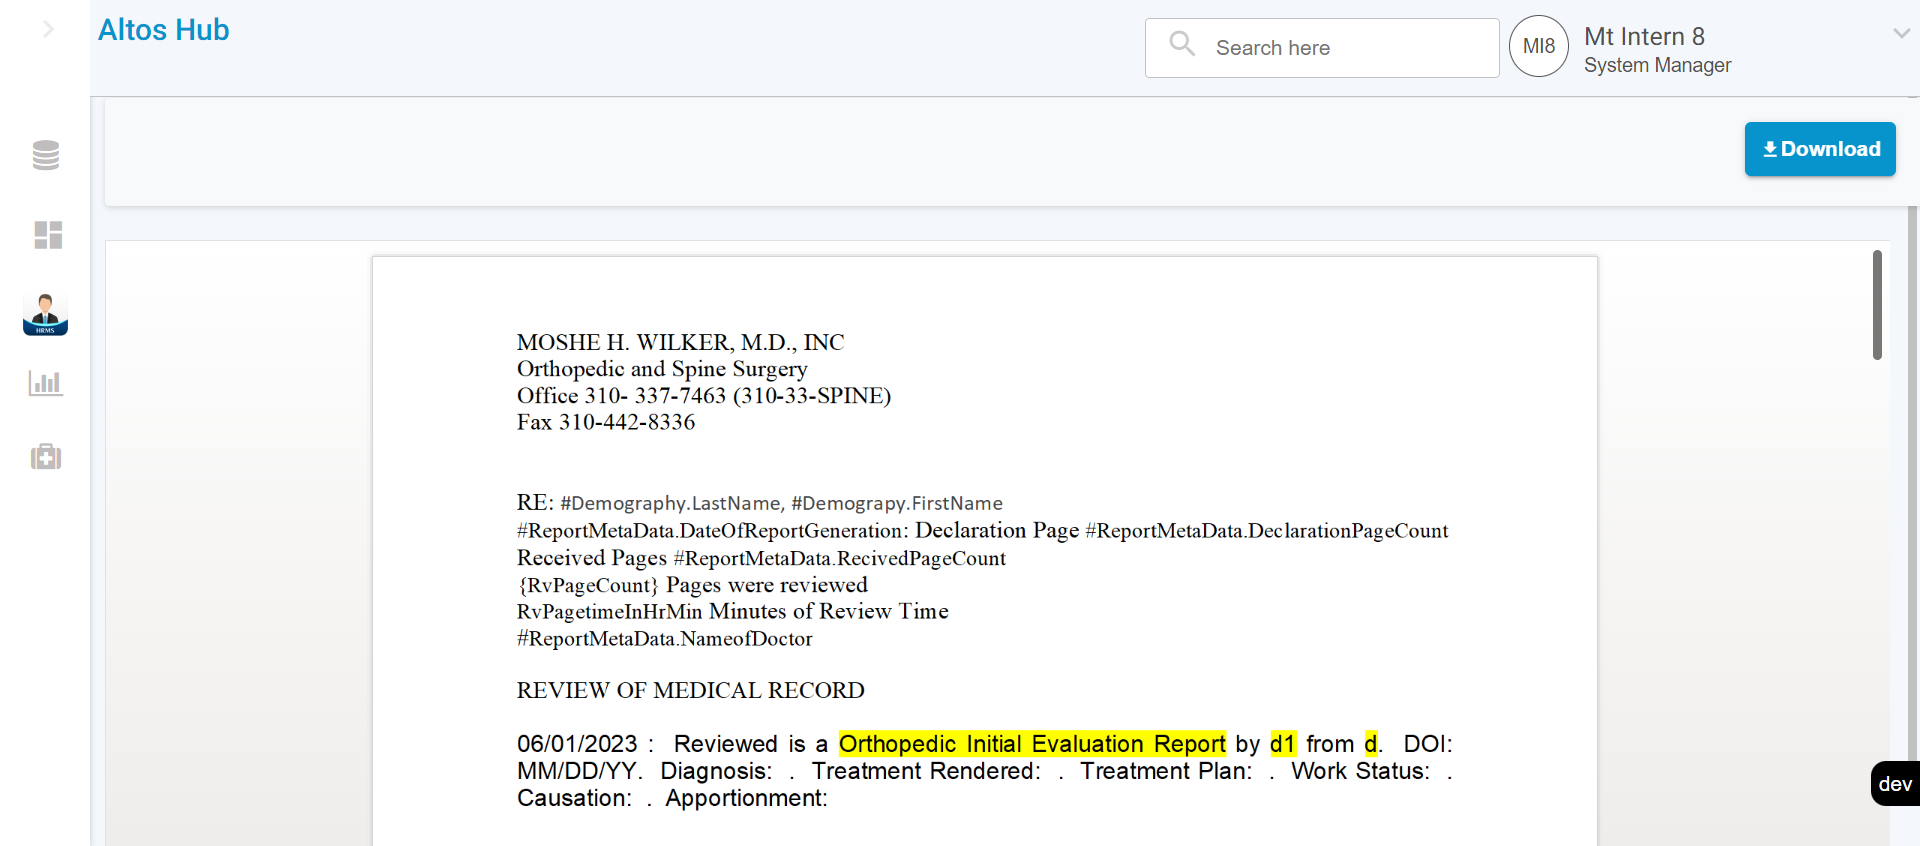 Altos Hub
Search here
MI8
Mt Intern 8
System Manager
Download
HRMS
MOSHE H. WILKER, M.D., INC
Orthopedic and Spine Surgery
Office 310- 337-7463 (310-33-SPINE)
Fax 310-442-8336
RE: #Demography.LastName, #Demograpy.FirstName
#ReportMetaData.DateOfReportGeneration: Declaration Page #ReportMetaData.DeclarationPageCount
Received Pages #ReportMetaData.RecivedPageCount
{RvPageCount} Pages were reviewed
RvPagetimeInHrMin Minutes of Review Time
#ReportMetaData.NameofDoctor
REVIEW OF MEDICAL RECORD
06/01/2023 : Reviewed is a Orthopedic Initial Evaluation Report by d1 from d. DOI:
MM/DD/YY. Diagnosis: . Treatment Rendered: . Treatment Plan: . Work Status: .
Causation: . Apportionment:
dev